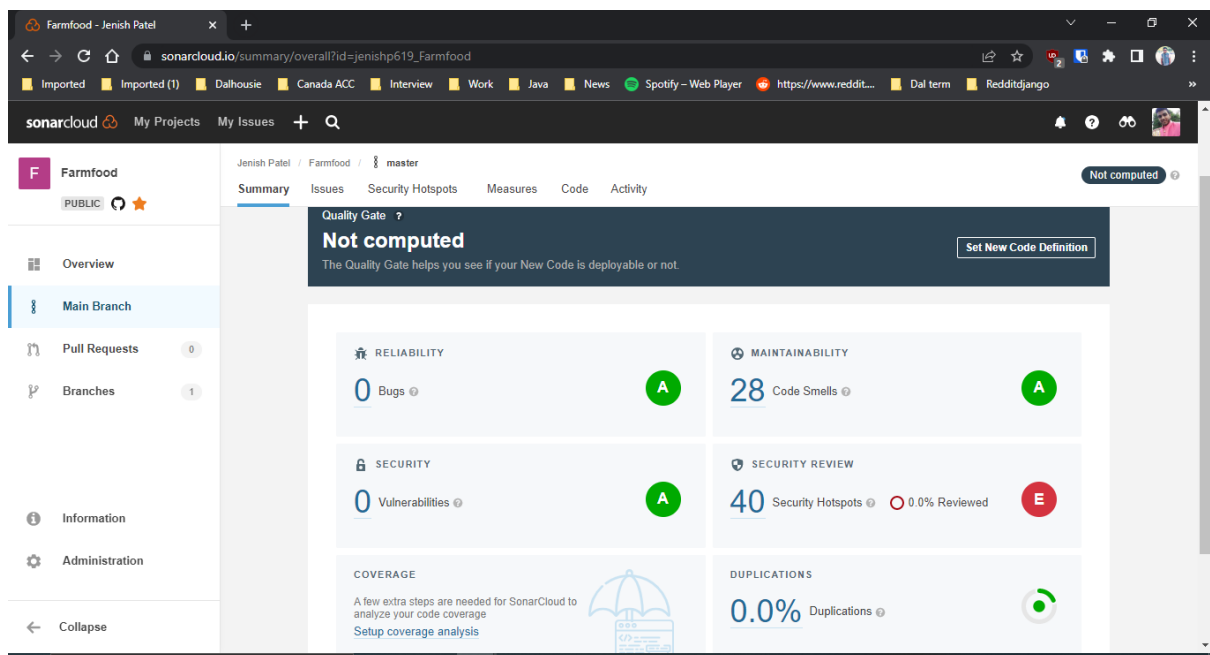 Farmfood - Jenish Patel
sonarcloud.io/summary/overall?id=jenishp619_Farmfood
2
Imported Imported (1) Dalhousie Canada ACC Interview Work Java News Spotify – Web Player https://www.reddit.... Dal term Redditdjango »
sonarcloud My Projects My Issues
F Farmfood
PUBLIC
Overview
Main Branch
Pull Requests 0
Branches 1
Information
Administration
Collapse
Jenish Patel / Farmfood / master
Summary Issues Security Hotspots Measures Code Activity
Not computed ?
Quality Gate ?
Not computed
The Quality Gate helps you see if your New Code is deployable or not.
Set New Code Definition
RELIABILITY
0 Bugs ? A
MAINTAINABILITY
28 Code Smells ? A
SECURITY
0 Vulnerabilities ? A
SECURITY REVIEW
40 Security Hotspots ? 0.0% Reviewed E
COVERAGE
A few extra steps are needed for SonarCloud to
analyze your code coverage
Setup coverage analysis
DUPLICATIONS
0.0% Duplications ?